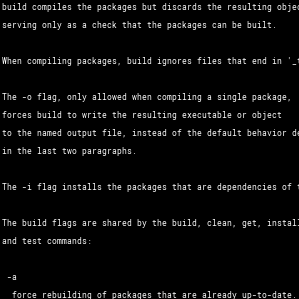 build compiles the packages but discards the resulting objec
serving only as a check that the packages can be built.
When compiling packages, build ignores files that end in '_t
The -o flag, only allowed when compiling a single package,
forces build to write the resulting executable or object
to the named output file, instead of the default behavior de
in the last two paragraphs.
The -i flag installs the packages that are dependencies of t
The build flags are shared by the build, clean, get, install
and test commands:
-a
force rebuilding of packages that are already up-to-date